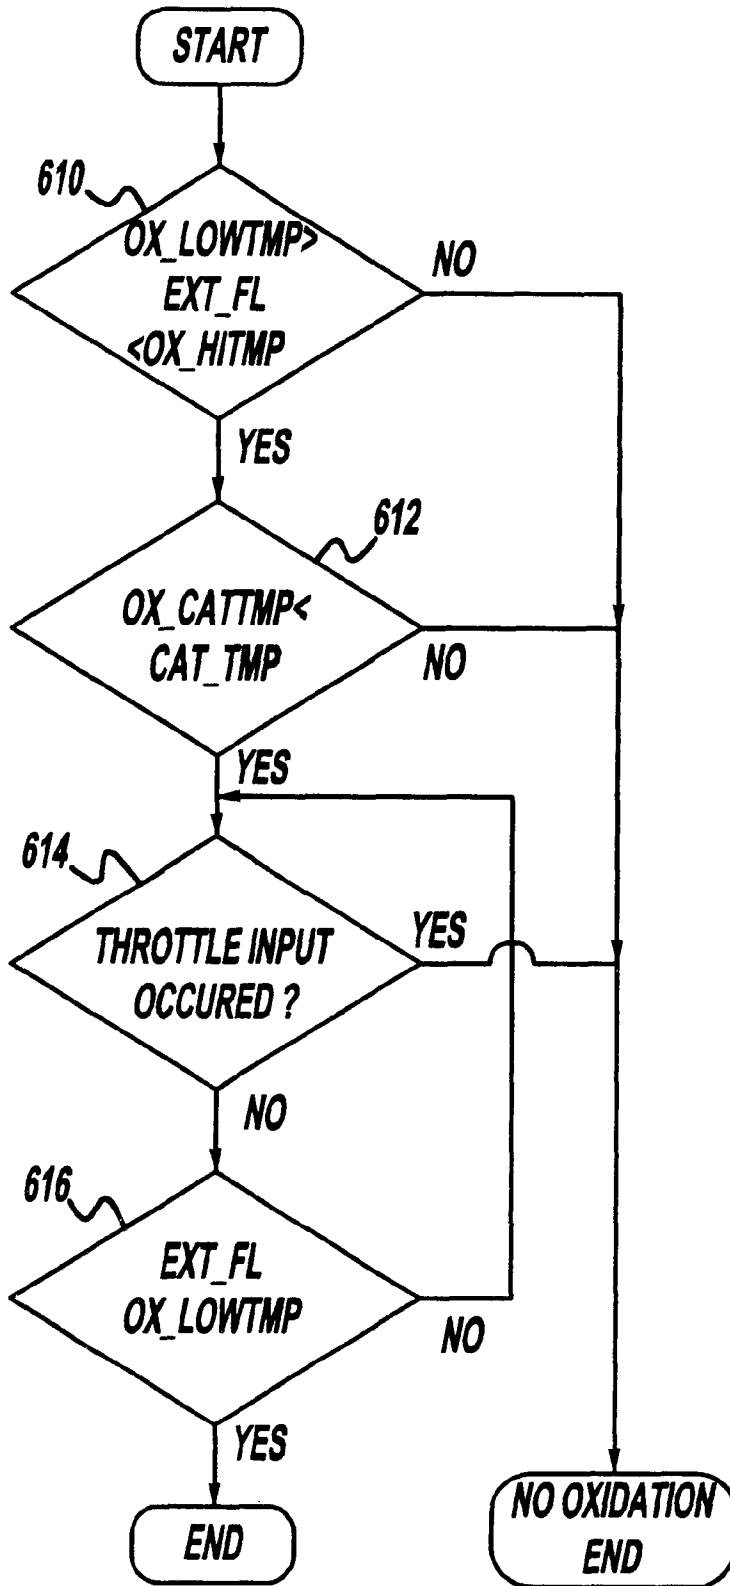 START
610
OX_LOWTMP>
EXT_FL
<OX_HITMP
NO
YES
612
OX_CATTMP<
CAT_TMP
NO
YES
614
THROTTLE INPUT
OCCURED ?
YES
NO
616
EXT_FL
OX_LOWTMP
NO
YES
END
NO OXIDATION
END